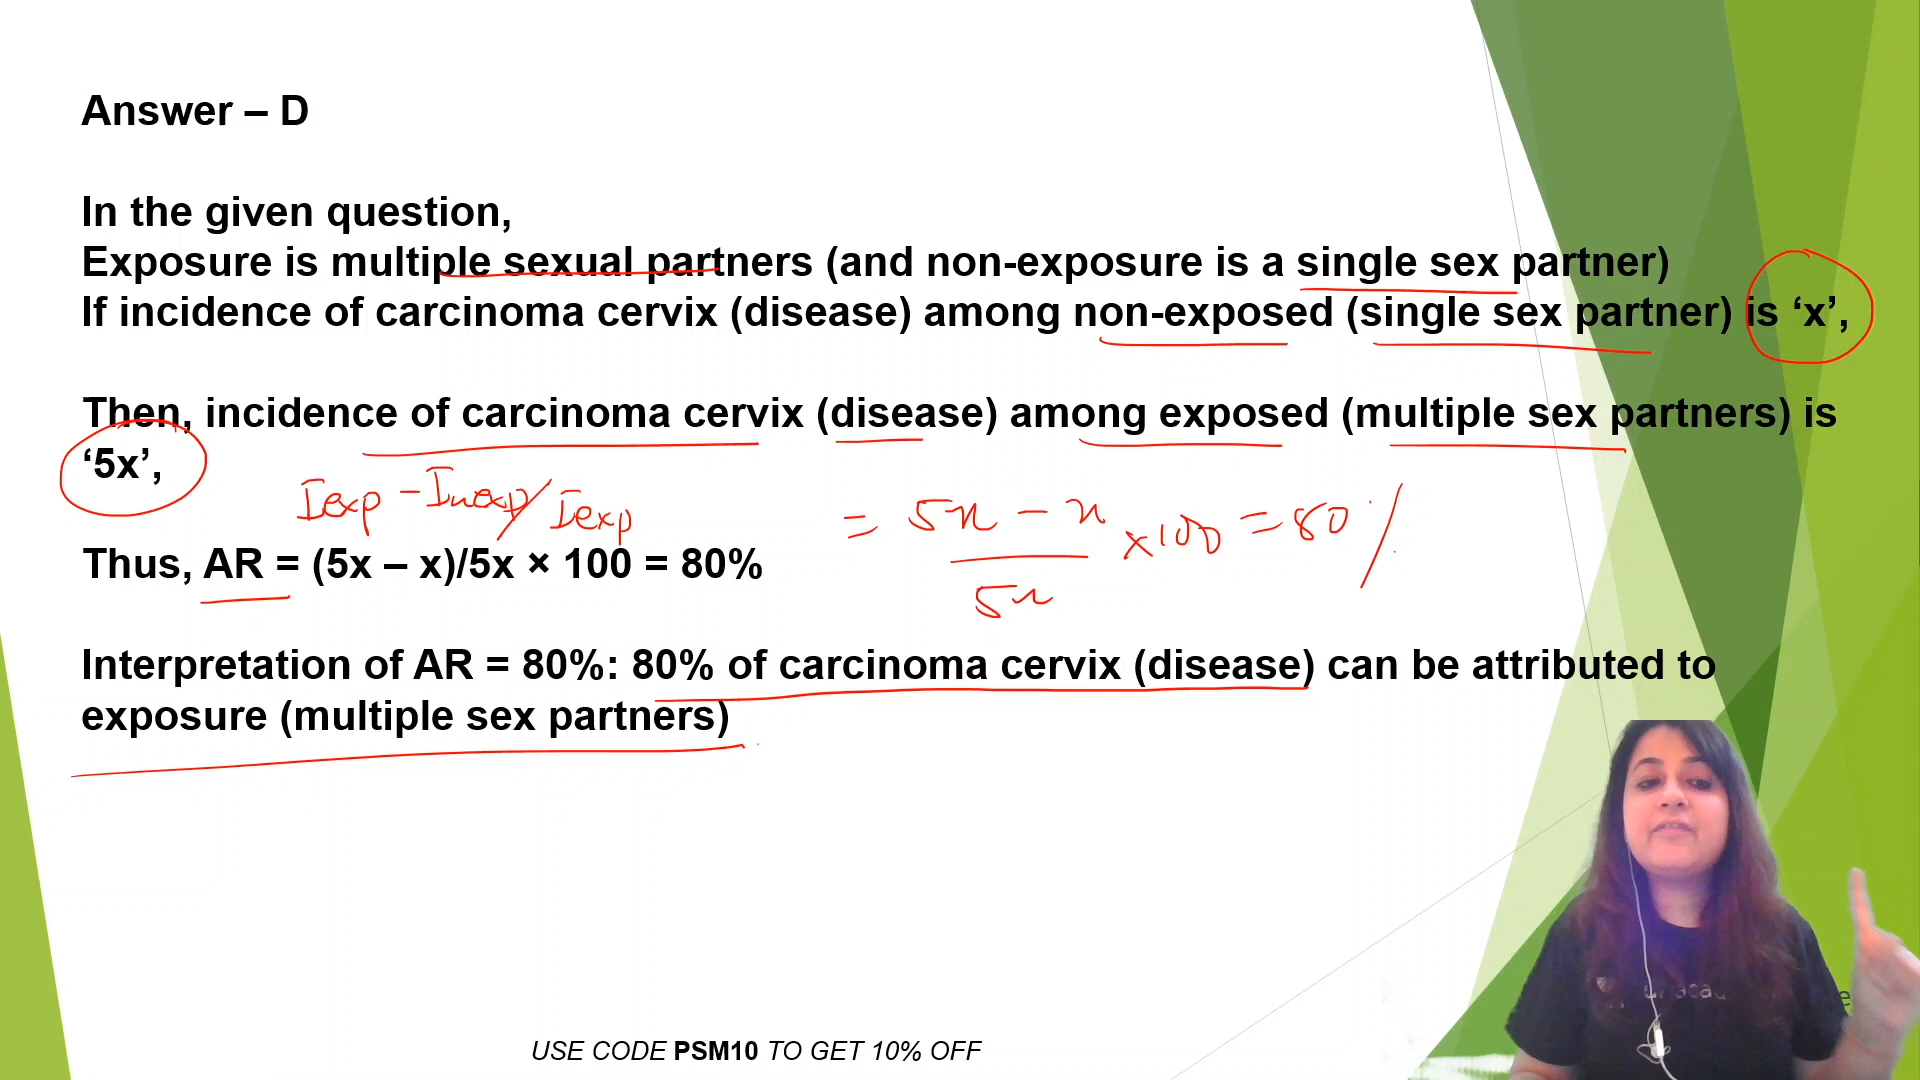 Answer – D
In the given question,
Exposure is multiple sexual partners (and non-exposure is a single sex partner)
If incidence of carcinoma cervix (disease) among non-exposed (single sex partner) is ‘x’,
Then, incidence of carcinoma cervix (disease) among exposed (multiple sex partners) is
‘5x’,
Iexp - Inexp/Iexp
= 5x - x
x100 = 80%
5x
Thus, AR = (5x – x)/5x × 100 = 80%
Interpretation of AR = 80%: 80% of carcinoma cervix (disease) can be attributed to
exposure (multiple sex partners)
USE CODE PSM10 TO GET 10% OFF